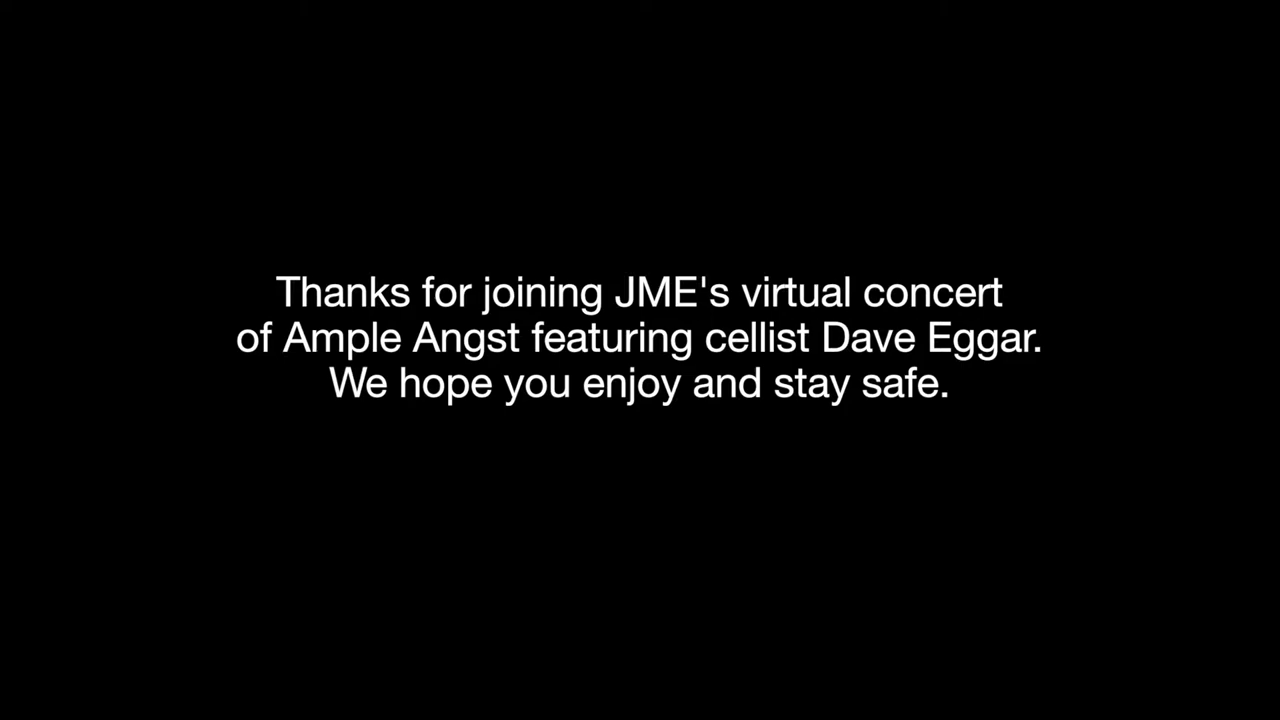 Thanks for joining JME's virtual concert
of Ample Angst featuring cellist Dave Eggar.
We hope you enjoy and stay safe.